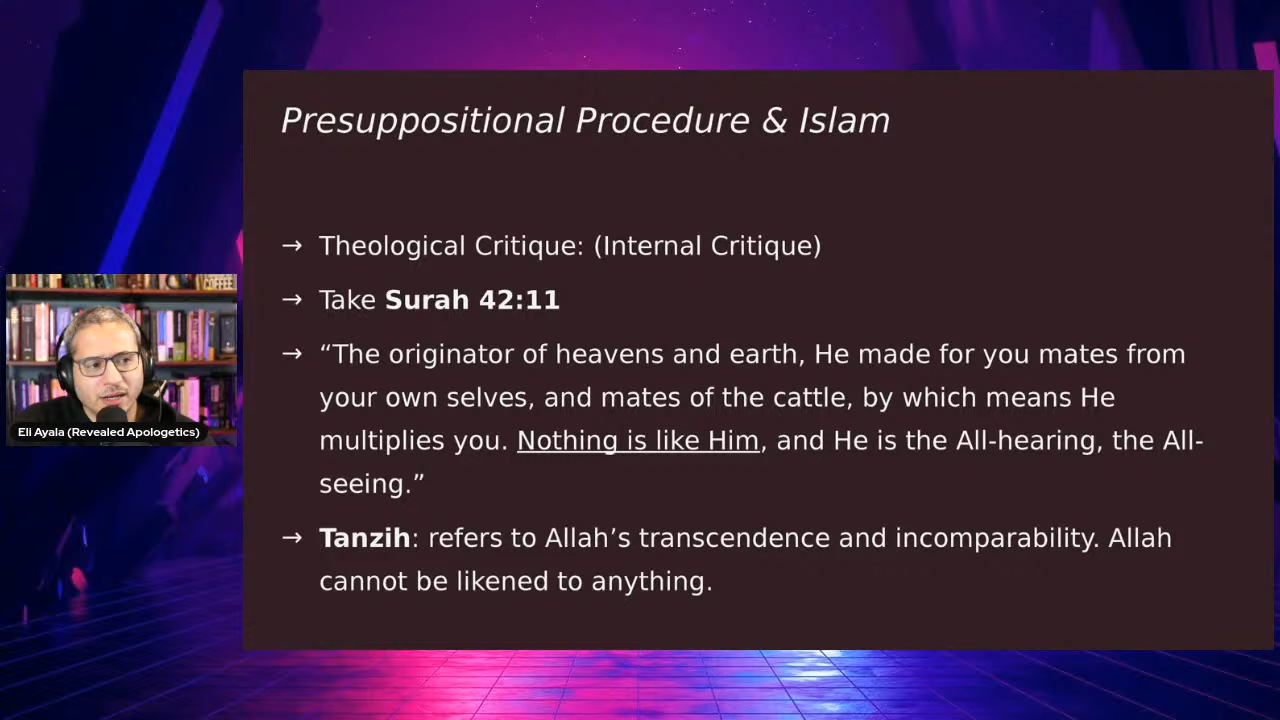 Presuppositional Procedure & Islam
→ Theological Critique: (Internal Critique)
→ Take Surah 42:11
→ “The originator of heavens and earth, He made for you mates from
your own selves, and mates of the cattle, by which means He
multiplies you. Nothing is like Him, and He is the All-hearing, the All-
seeing.”
→ Tanzih: refers to Allah’s transcendence and incomparability. Allah
cannot be likened to anything.
COFFEE
Eli Ayala (Revealed Apologetics)